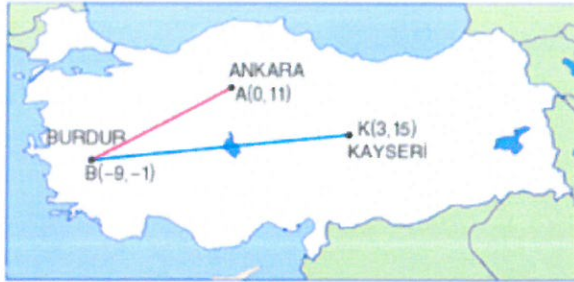 ANKARA
A(0, 11)
K(3, 15)
KAYSERİ
BURDUR
B(−9, −1)